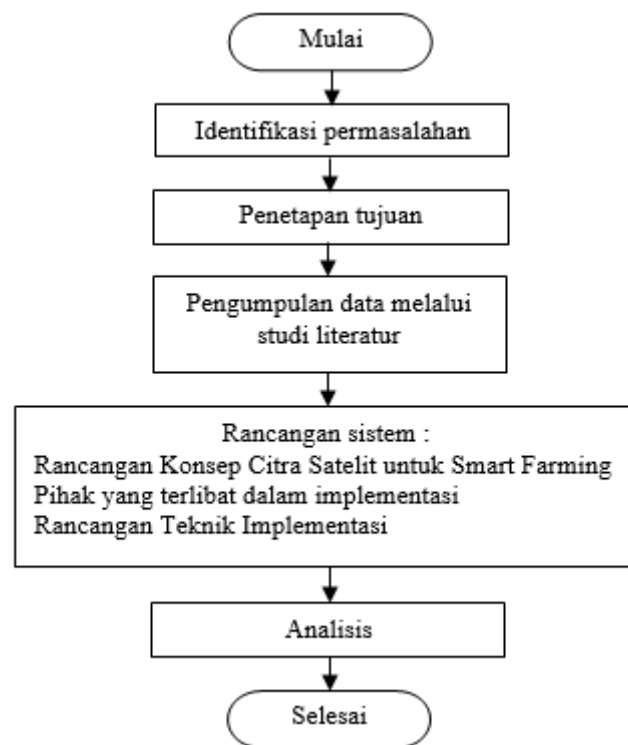 Mulai
Identifikasi permasalahan
Penetapan tujuan
Pengumpulan data melalui
studi literatur
Rancangan sistem :
Rancangan Konsep Citra Satelit untuk Smart Farming
Pihak yang terlibat dalam implementasi
Rancangan Teknik Implementasi
Analisis
Selesai